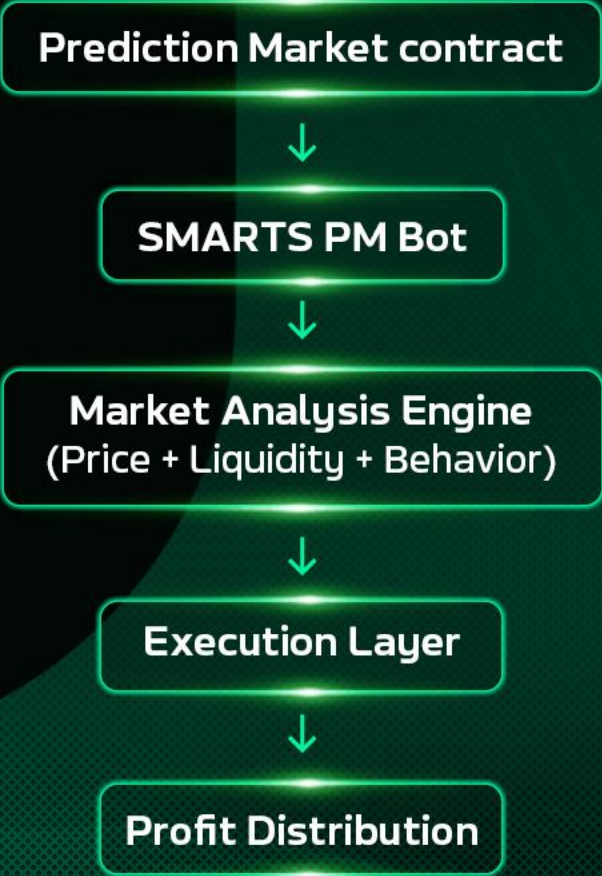 Prediction Market contract
SMARTS PM Bot
Market Analysis Engine
(Price + Liquidity + Behavior)
Execution Layer
Profit Distribution